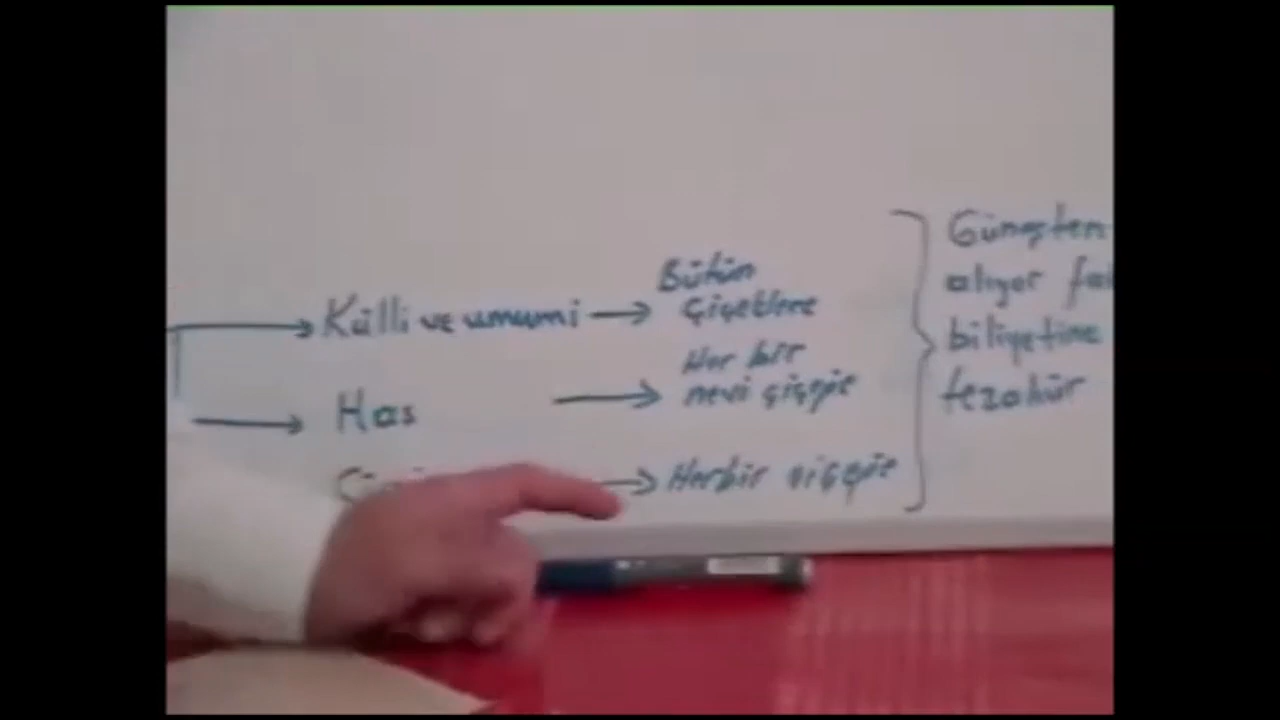 Külli ve umumi → Bütün
çiçeklere
Has → Her bir
nevi çiçeğe
→ Herbir çiçeğe
Güneşten
alıyor
biliyetine
tezahür